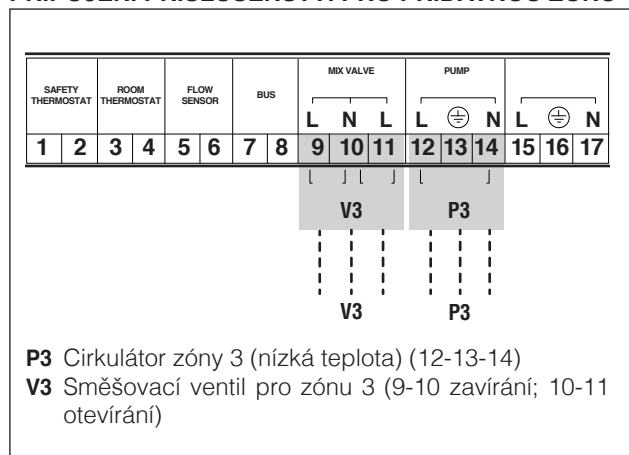 SAFETY THERMOSTAT ROOM THERMOSTAT FLOW SENSOR BUS MIX VALVE PUMP
L N L L N L N
1 2 3 4 5 6 7 8 9 10 11 12 13 14 15 16 17
V3 P3
V3 P3
P3 Cirkulátor zóny 3 (nízká teplota) (12-13-14)
V3 Směšovací ventil pro zónu 3 (9-10 zavírání; 10-11
otevírání)